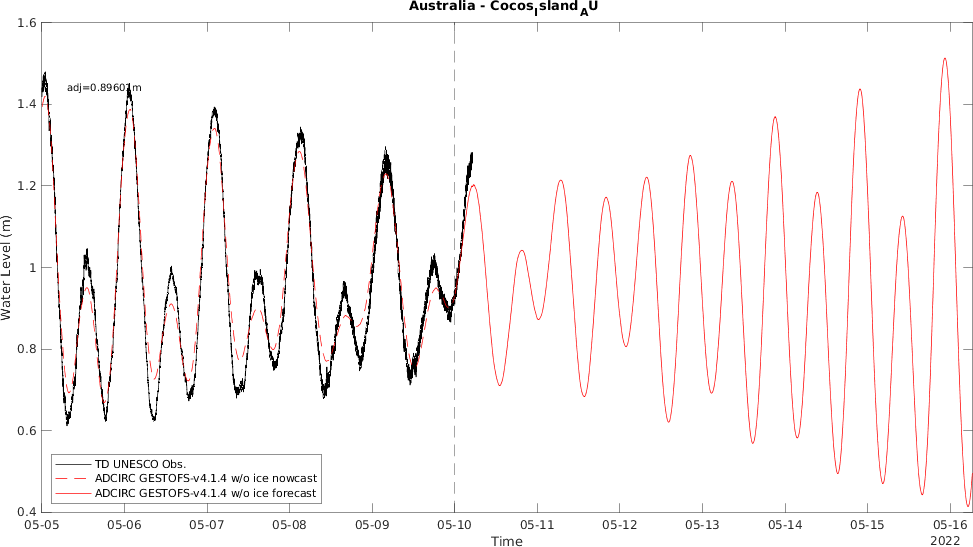 Australia - Cocos_Island_AU
1.6
adj=0.89607m
1.4
1.2
1
0.8
0.6
0.4
Water Level (m)
TD UNESCO Obs.
ADCIRC GESTOFS-v4.1.4 w/o ice nowcast
ADCIRC GESTOFS-v4.1.4 w/o ice forecast
05-05 05-06 05-07 05-08 05-09 05-10 05-11 05-12 05-13 05-14 05-15 05-16
Time
2022